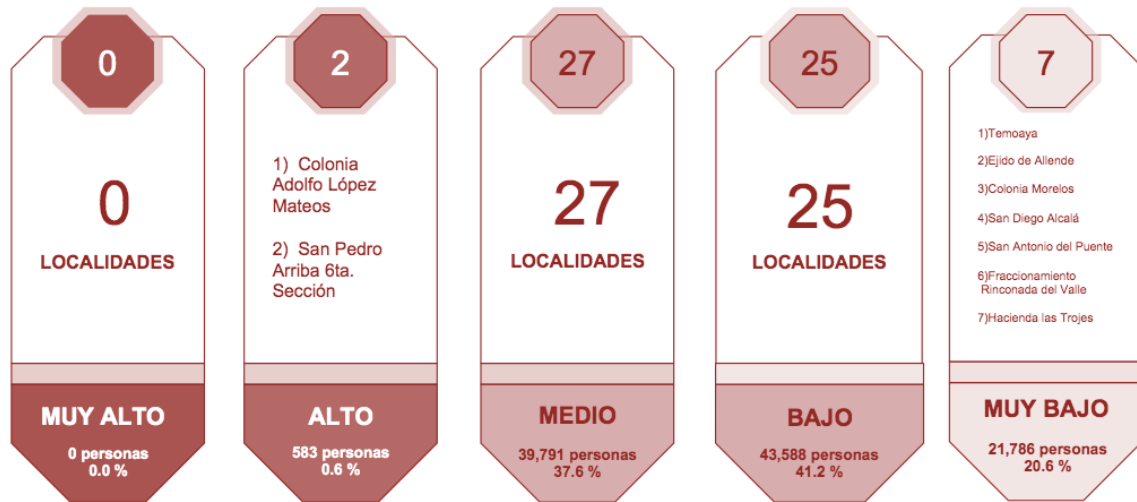 0
0
LOCALIDADES
MUY ALTO
0 personas
0.0 %
2
1) Colonia
Adolfo López
Mateos
2) San Pedro
Arriba 6ta.
Sección
ALTO
583 personas
0.6 %
27
27
LOCALIDADES
MEDIO
39,791 personas
37.6 %
25
25
LOCALIDADES
BAJO
43,588 personas
41.2 %
7
1)Temoaya
2)Ejido de Allende
3)Colonia Morelos
4)San Diego Alcalá
5)San Antonio del Puente
6)Fraccionamiento
Rinconada del Valle
7)Hacienda las Trojes
MUY BAJO
21,786 personas
20.6 %